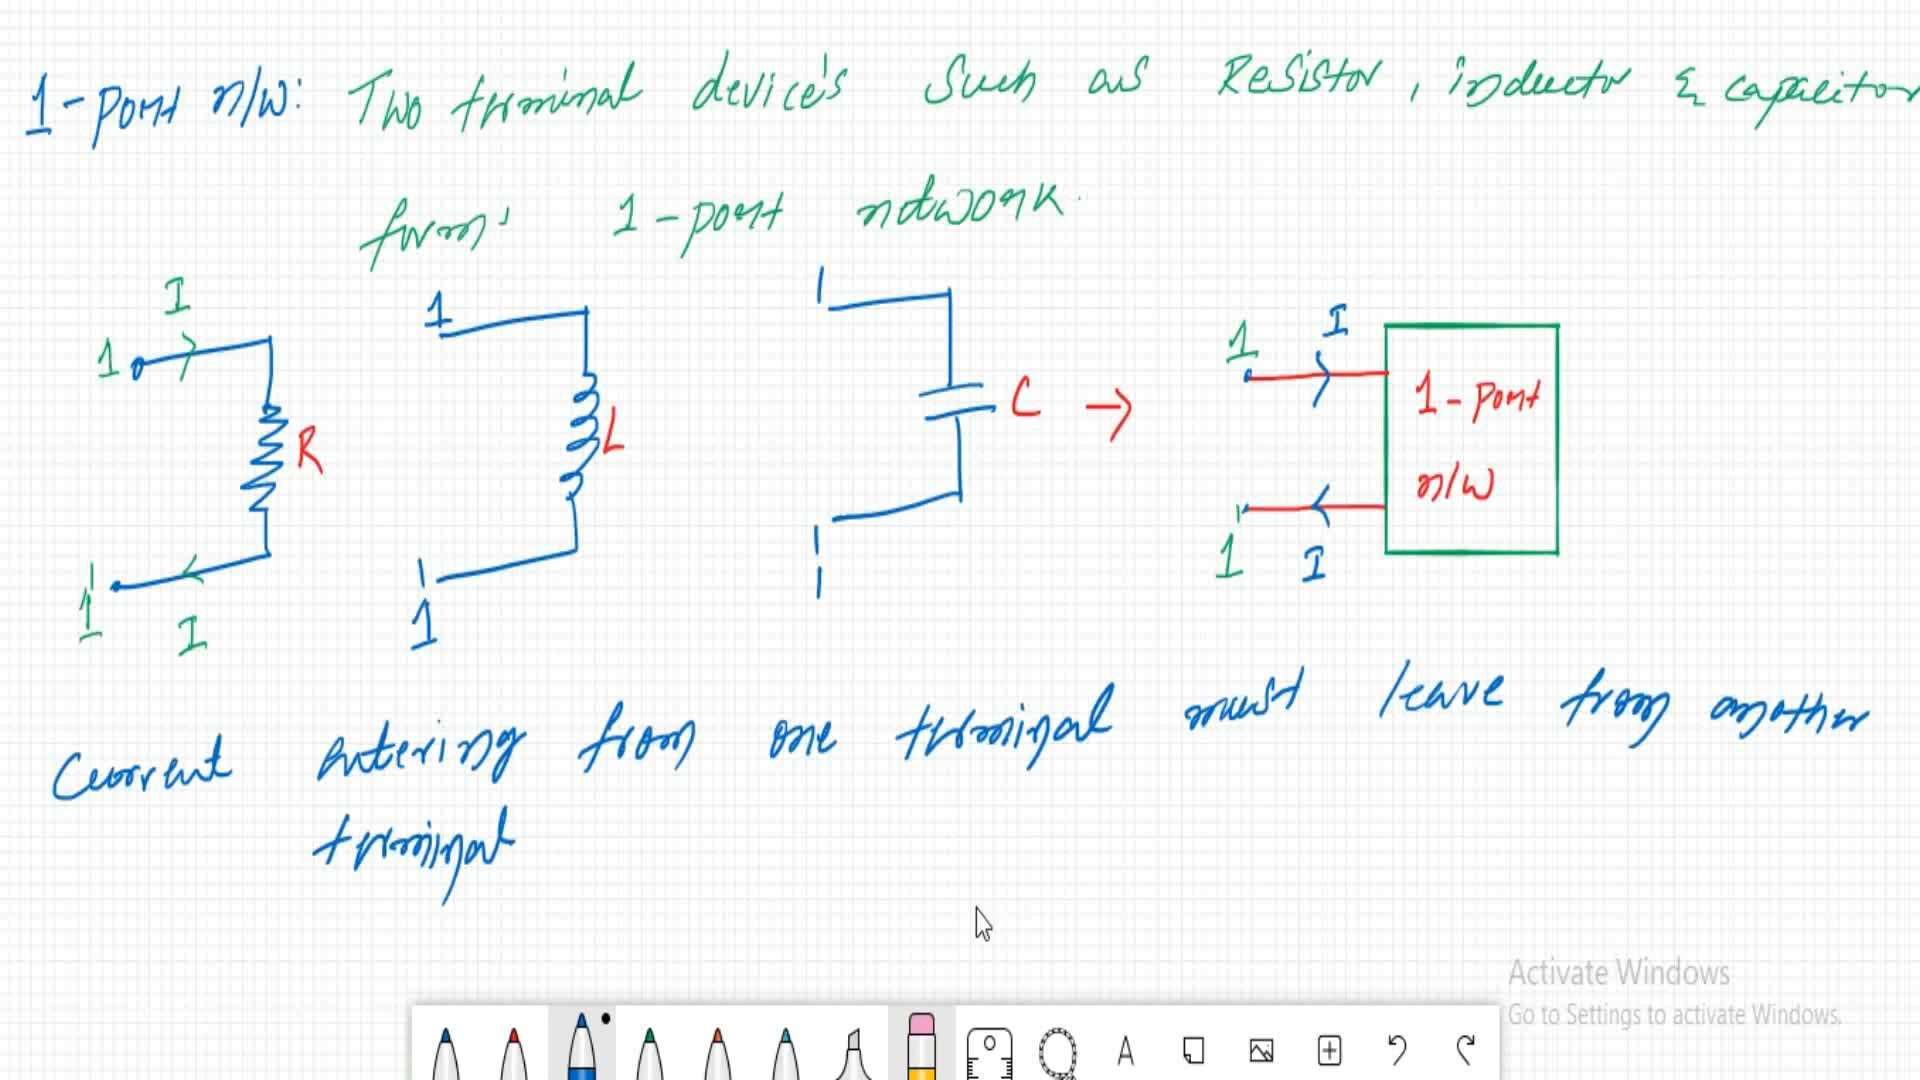 1-port n/w: Two terminal device's such as Resistor, inductor & capacitor
form 1-port network.
I
1
R
1'
I
1
L
1'
1
C →
1'
1
I
1-port
n/w
1'
I
Current entering from one terminal must leave from another
terminal
Activate Windows
Go to Settings to activate Windows.
A